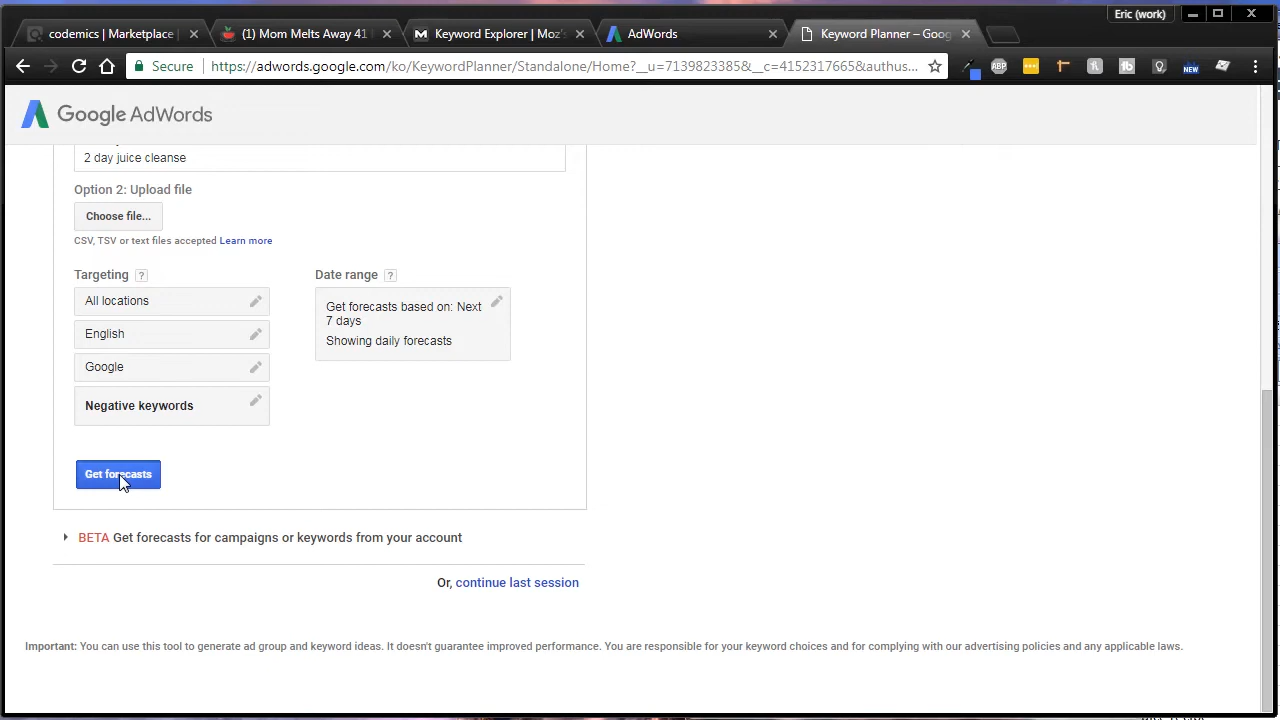 Eric (work)
codemics | Marketplace
(1) Mom Melts Away 41
Keyword Explorer | Moz's
AdWords
Keyword Planner – Goog
Secure
https://adwords.google.com/ko/KeywordPlanner/Standalone/Home?__u=7139823385&__c=4152317665&authus...
ABP
NEW
Google AdWords
2 day juice cleanse
Option 2: Upload file
Choose file...
CSV, TSV or text files accepted Learn more
Targeting ?
Date range ?
All locations
English
Google
Negative keywords
Get forecasts based on: Next
7 days
Showing daily forecasts
Get forecasts
BETA Get forecasts for campaigns or keywords from your account
Or, continue last session
Important: You can use this tool to generate ad group and keyword ideas. It doesn't guarantee improved performance. You are responsible for your keyword choices and for complying with our advertising policies and any applicable laws.